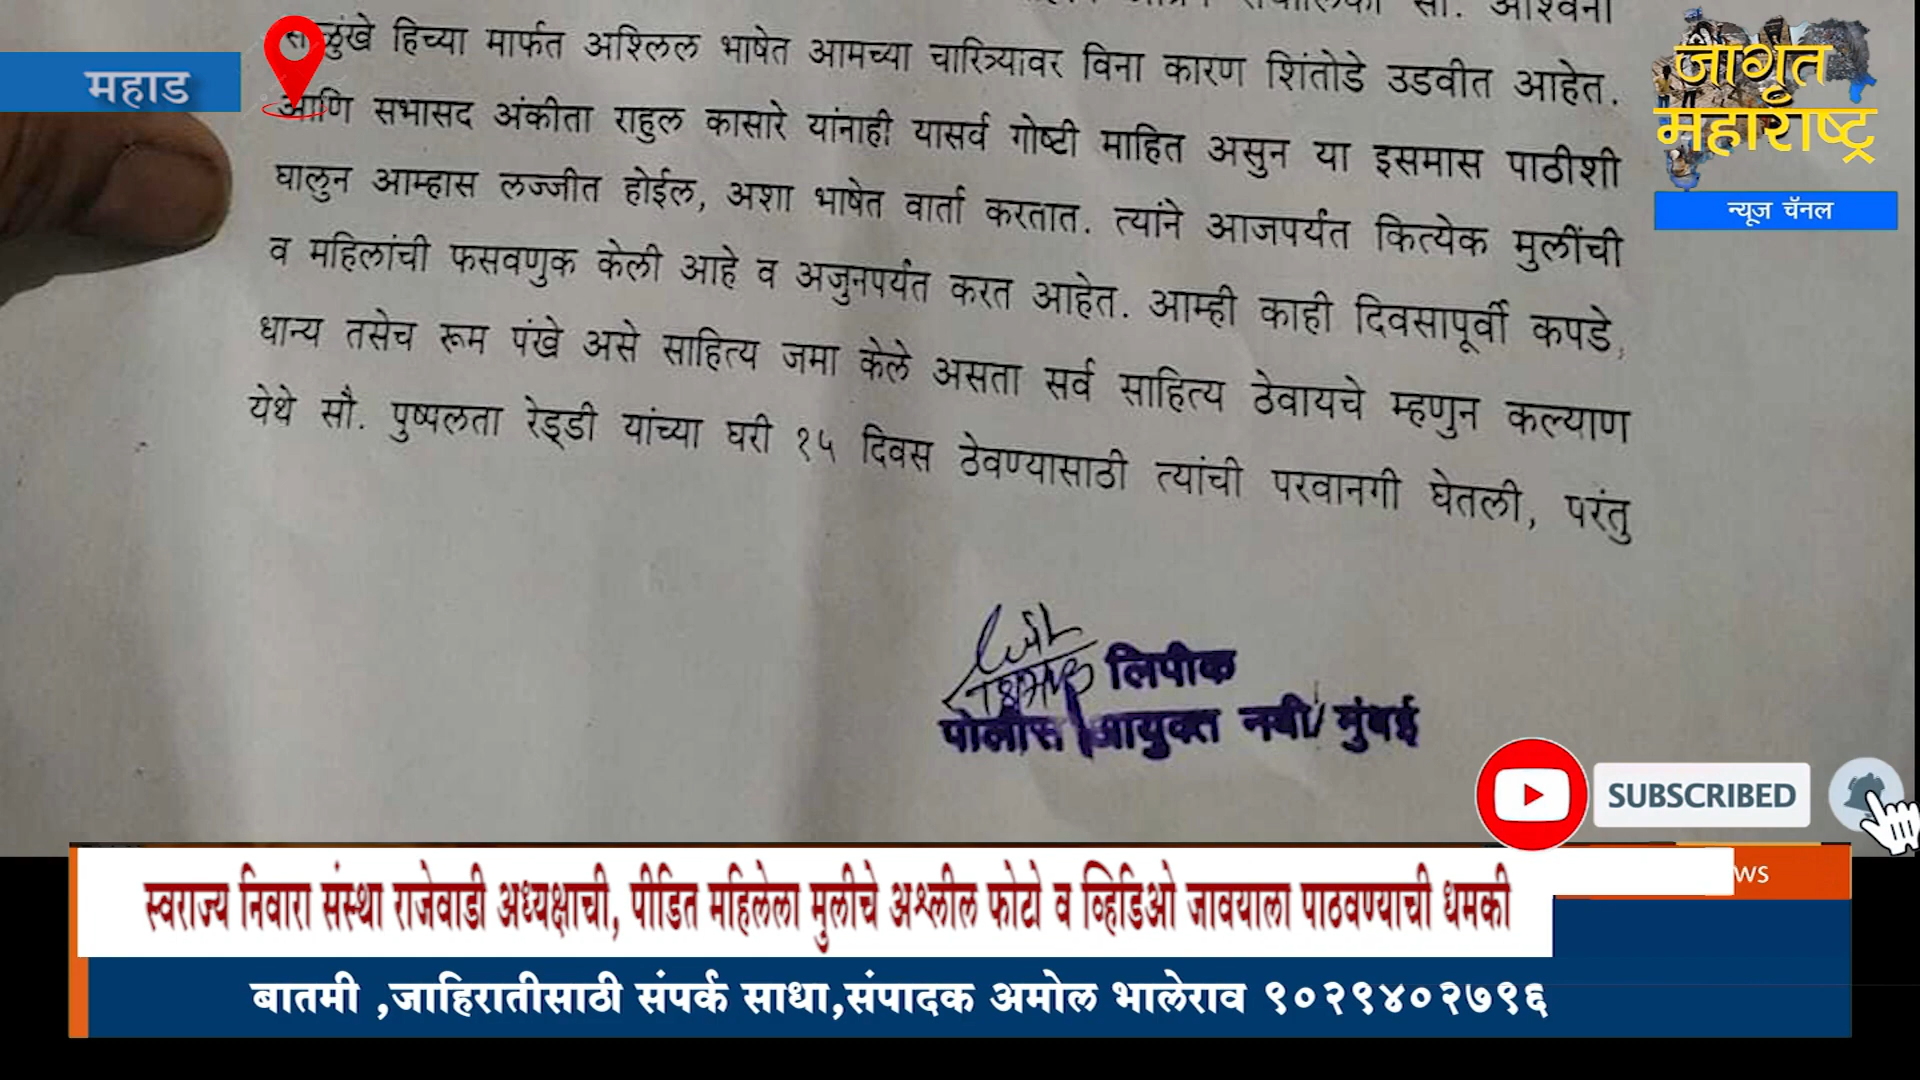 सौ. अश्विनी
हिच्या मार्फत अश्लिल भाषेत आमच्या चारित्र्यावर विना कारण शिंतोडे उडवीत आहेत.
आणि सभासद अंकीता राहुल कासारे यांनाही यासर्व गोष्टी माहित असुन या इसमास पाठीशी
घालुन आम्हास लज्जीत होईल, अशा भाषेत वार्ता करतात. त्यांने आजपर्यंत कित्येक मुलींची
व महिलांची फसवणुक केली आहे व अजुनपर्यंत करत आहेत. आम्ही काही दिवसापूर्वी कपडे,
धान्य तसेच रूम पंखे असे साहित्य जमा केले असता सर्व साहित्य ठेवायचे म्हणुन कल्याण
येथे सौ. पुष्पलता रेड्डी यांच्या घरी १५ दिवस ठेवण्यासाठी त्यांची परवानगी घेतली, परंतु
लिपीक
पोलीस आयुक्त नवी मुंबई
महाड
जागृत
महाराष्ट्र
न्यूज चॅनल
SUBSCRIBED
स्वराज्य निवारा संस्था राजेवाडी अध्यक्षाची, पीडित महिलेला मुलीचे अश्लील फोटो व व्हिडिओ जावयाला पाठवण्याची धमकी
बातमी ,जाहिरातीसाठी संपर्क साधा,संपादक अमोल भालेराव ९०२९४०२७९६